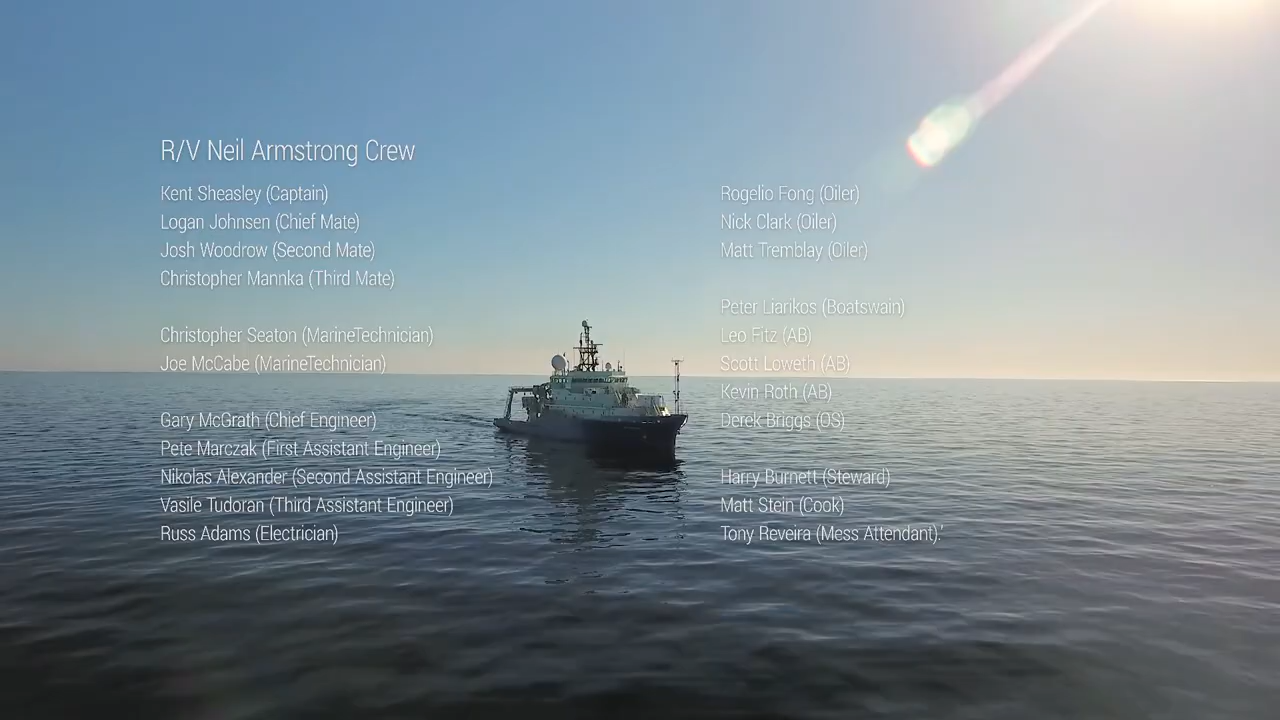 R/V Neil Armstrong Crew
Kent Sheasley (Captain)
Logan Johnsen (Chief Mate)
Josh Woodrow (Second Mate)
Christopher Mannka (Third Mate)
Christopher Seaton (MarineTechnician)
Joe McCabe (MarineTechnician)
Gary McGrath (Chief Engineer)
Pete Marczak (First Assistant Engineer)
Nikolas Alexander (Second Assistant Engineer)
Vasile Tudoran (Third Assistant Engineer)
Russ Adams (Electrician)
Rogelio Fong (Oiler)
Nick Clark (Oiler)
Matt Tremblay (Oiler)
Peter Liarikos (Boatswain)
Leo Fitz (AB)
Scott Loweth (AB)
Kevin Roth (AB)
Derek Briggs (OS)
Harry Burnett (Steward)
Matt Stein (Cook)
Tony Reveira (Mess Attendant).'